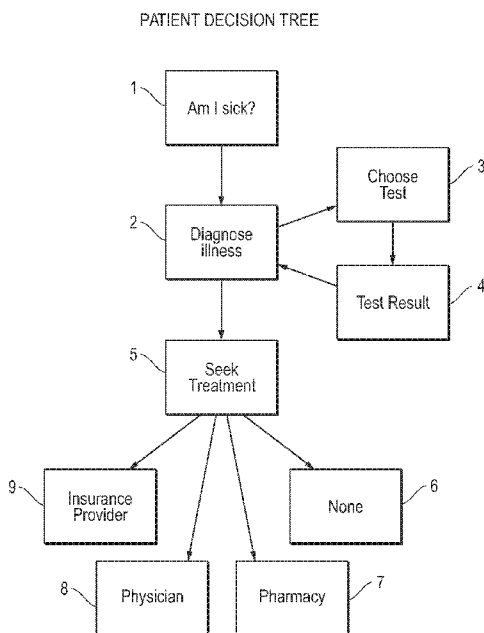 PATIENT DECISION TREE
1
Am I sick?
3
Choose
Test
2
Diagnose
illness
4
Test Result
5
Seek
Treatment
9
Insurance
Provider
None
6
8
Physician
Pharmacy
7